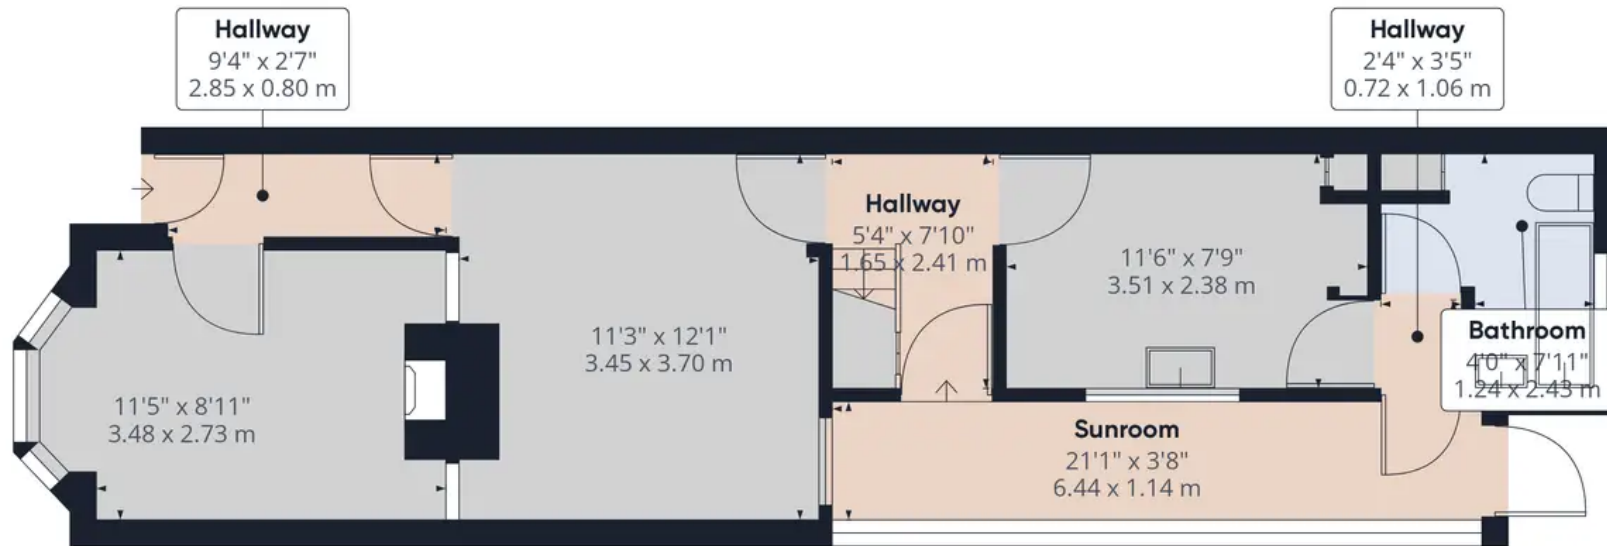 Hallway
9'4" x 2'7"
2.85 x 0.80 m
Hallway
2'4" x 3'5"
0.72 x 1.06 m
Hallway
5'4" x 7'10"
1.65 x 2.41 m
11'6" x 7'9"
3.51 x 2.38 m
11'3" x 12'1"
3.45 x 3.70 m
Bathroom
4'0" x 7'11"
1.24 x 2.43 m
11'5" x 8'11"
3.48 x 2.73 m
Sunroom
21'1" x 3'8"
6.44 x 1.14 m